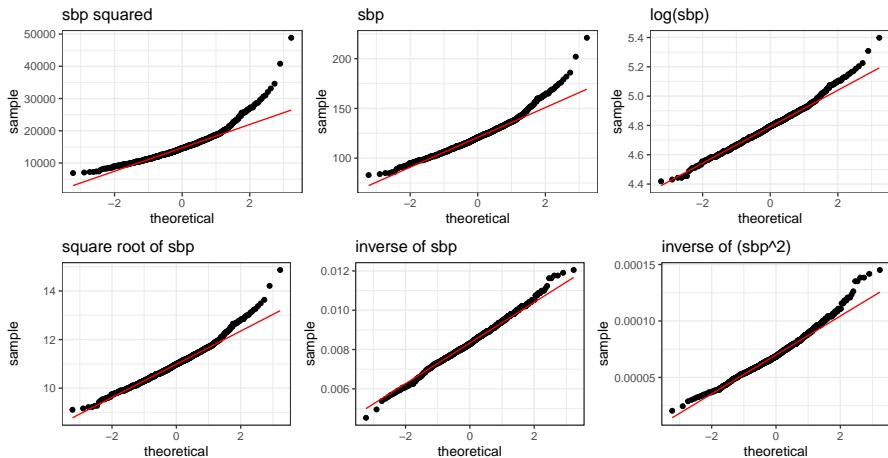 sbp squared
50000
40000
30000
20000
10000
sample
-2
0
2
theoretical
sbp
200
150
100
sample
-2
0
2
theoretical
log(sbp)
5.4
5.2
5.0
4.8
4.6
4.4
sample
-2
0
2
theoretical
square root of sbp
14
12
10
sample
-2
0
2
theoretical
inverse of sbp
0.012
0.010
0.008
0.006
sample
-2
0
2
theoretical
inverse of (sbp^2)
0.00015
0.00010
0.00005
sample
-2
0
2
theoretical